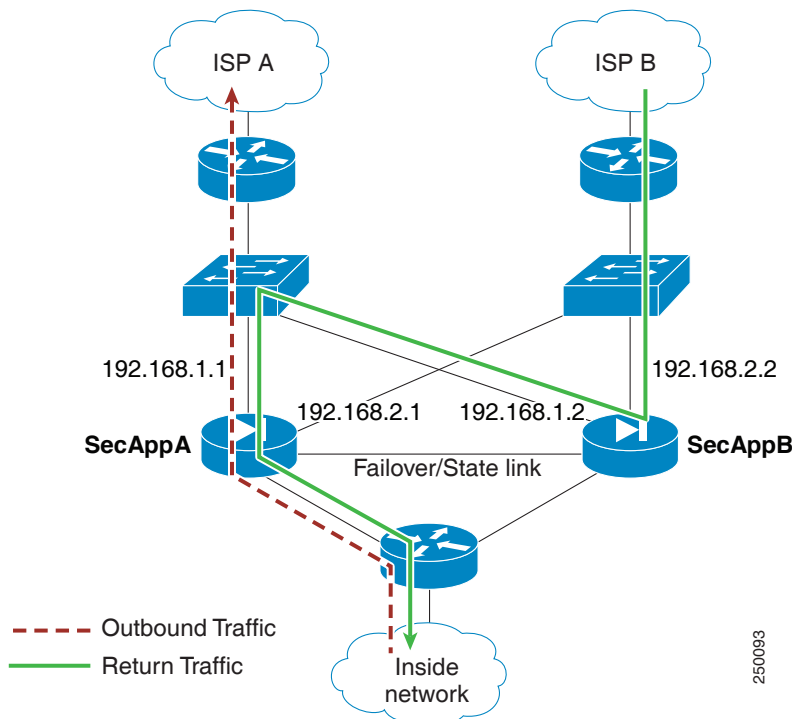 ISP A
ISP B
192.168.1.1
192.168.2.2
192.168.2.1
192.168.1.2
SecAppA
SecAppB
Failover/State link
Outbound Traffic
Return Traffic
Inside
network
250093